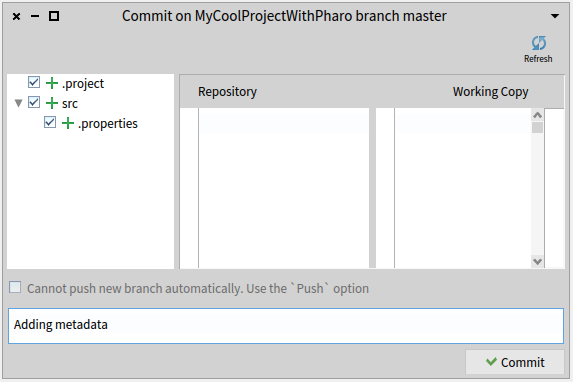 Commit on MyCoolProjectWithPharo branch master
Refresh
.project
src
.properties
Repository
Working Copy
Cannot push new branch automatically. Use the `Push` option
Adding metadata
Commit